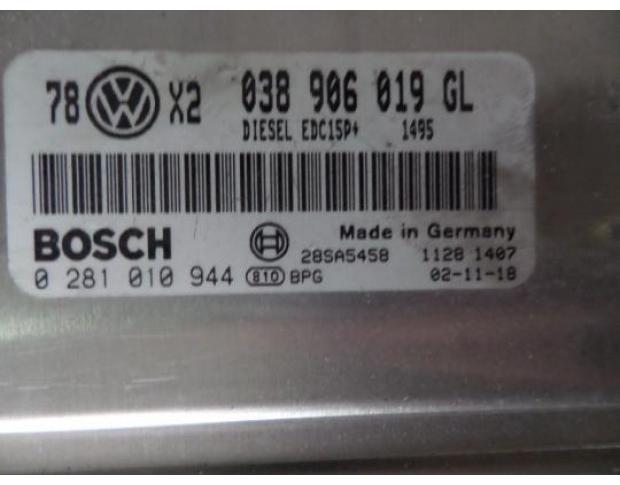 78 VW X2 038 906 019 GL
DIESEL EDC15P+ 1495
BOSCH Made in Germany
28SA5458 1128 1407
0 281 010 944 810 BPG 02-11-18